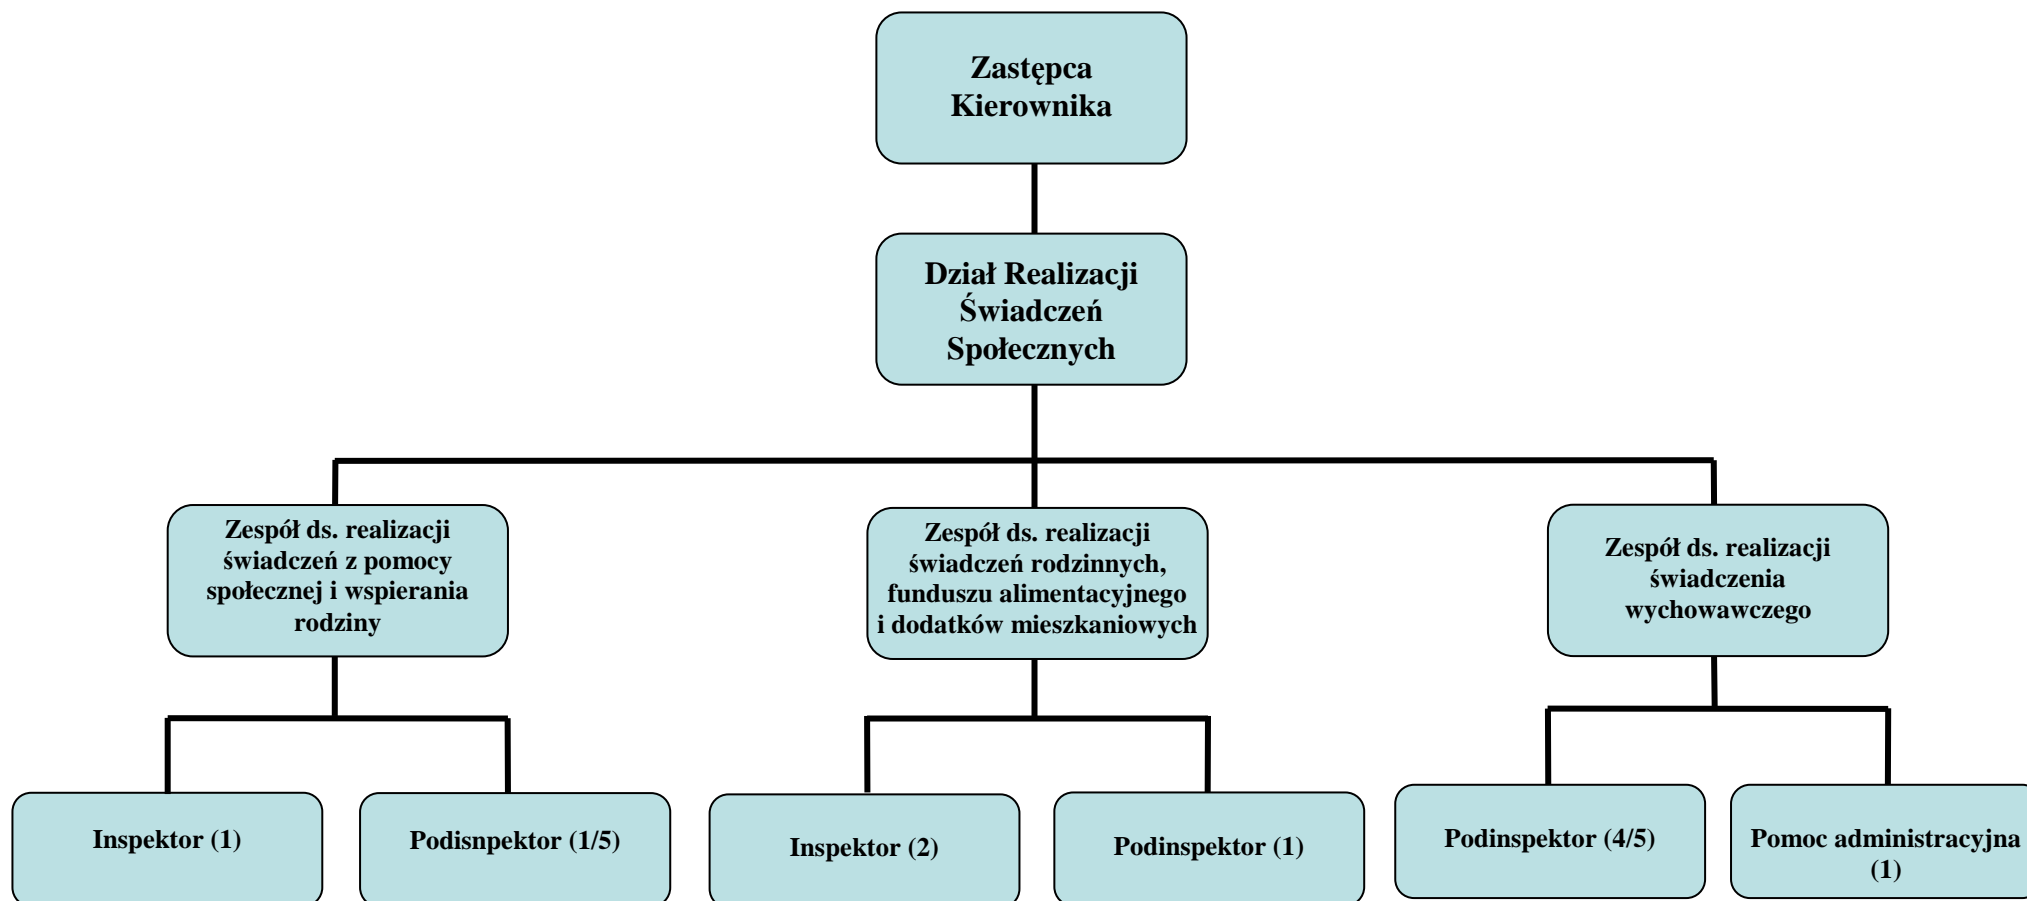 Zastępca
Kierownika
Dział Realizacji
Świadczeń
Społecznych
Zespół ds. realizacji
świadczeń z pomocy
społecznej i wspierania
rodziny
Zespół ds. realizacji
świadczeń rodzinnych,
funduszu alimentacyjnego
i dodatków mieszkaniowych
Zespół ds. realizacji
świadczenia
wychowawczego
Inspektor (1)
Podisnpektor (1/5)
Inspektor (2)
Podinspektor (1)
Podinspektor (4/5)
Pomoc administracyjna
(1)